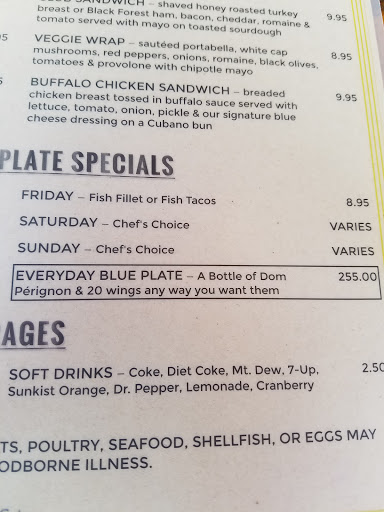 SANDWICH – shaved honey roasted turkey
breast or Black Forest ham, bacon, cheddar, romaine & 9.95
tomato served with mayo on toasted sourdough
95 VEGGIE WRAP – sautéed portabella, white cap 8.95
mushrooms, red peppers, onions, romaine, black olives,
tomatoes & provolone with chipotle mayo
5 BUFFALO CHICKEN SANDWICH – breaded 9.95
chicken breast tossed in buffalo sauce served with
lettuce, tomato, onion, pickle & our signature blue
cheese dressing on a Cubano bun
PLATE SPECIALS
FRIDAY – Fish Fillet or Fish Tacos 8.95
SATURDAY – Chef's Choice VARIES
SUNDAY – Chef's Choice VARIES
EVERYDAY BLUE PLATE – A Bottle of Dom 255.00
Pérignon & 20 wings any way you want them
AGES
SOFT DRINKS – Coke, Diet Coke, Mt. Dew, 7-Up, 2.50
Sunkist Orange, Dr. Pepper, Lemonade, Cranberry
TS, POULTRY, SEAFOOD, SHELLFISH, OR EGGS MAY
ODBORNE ILLNESS.